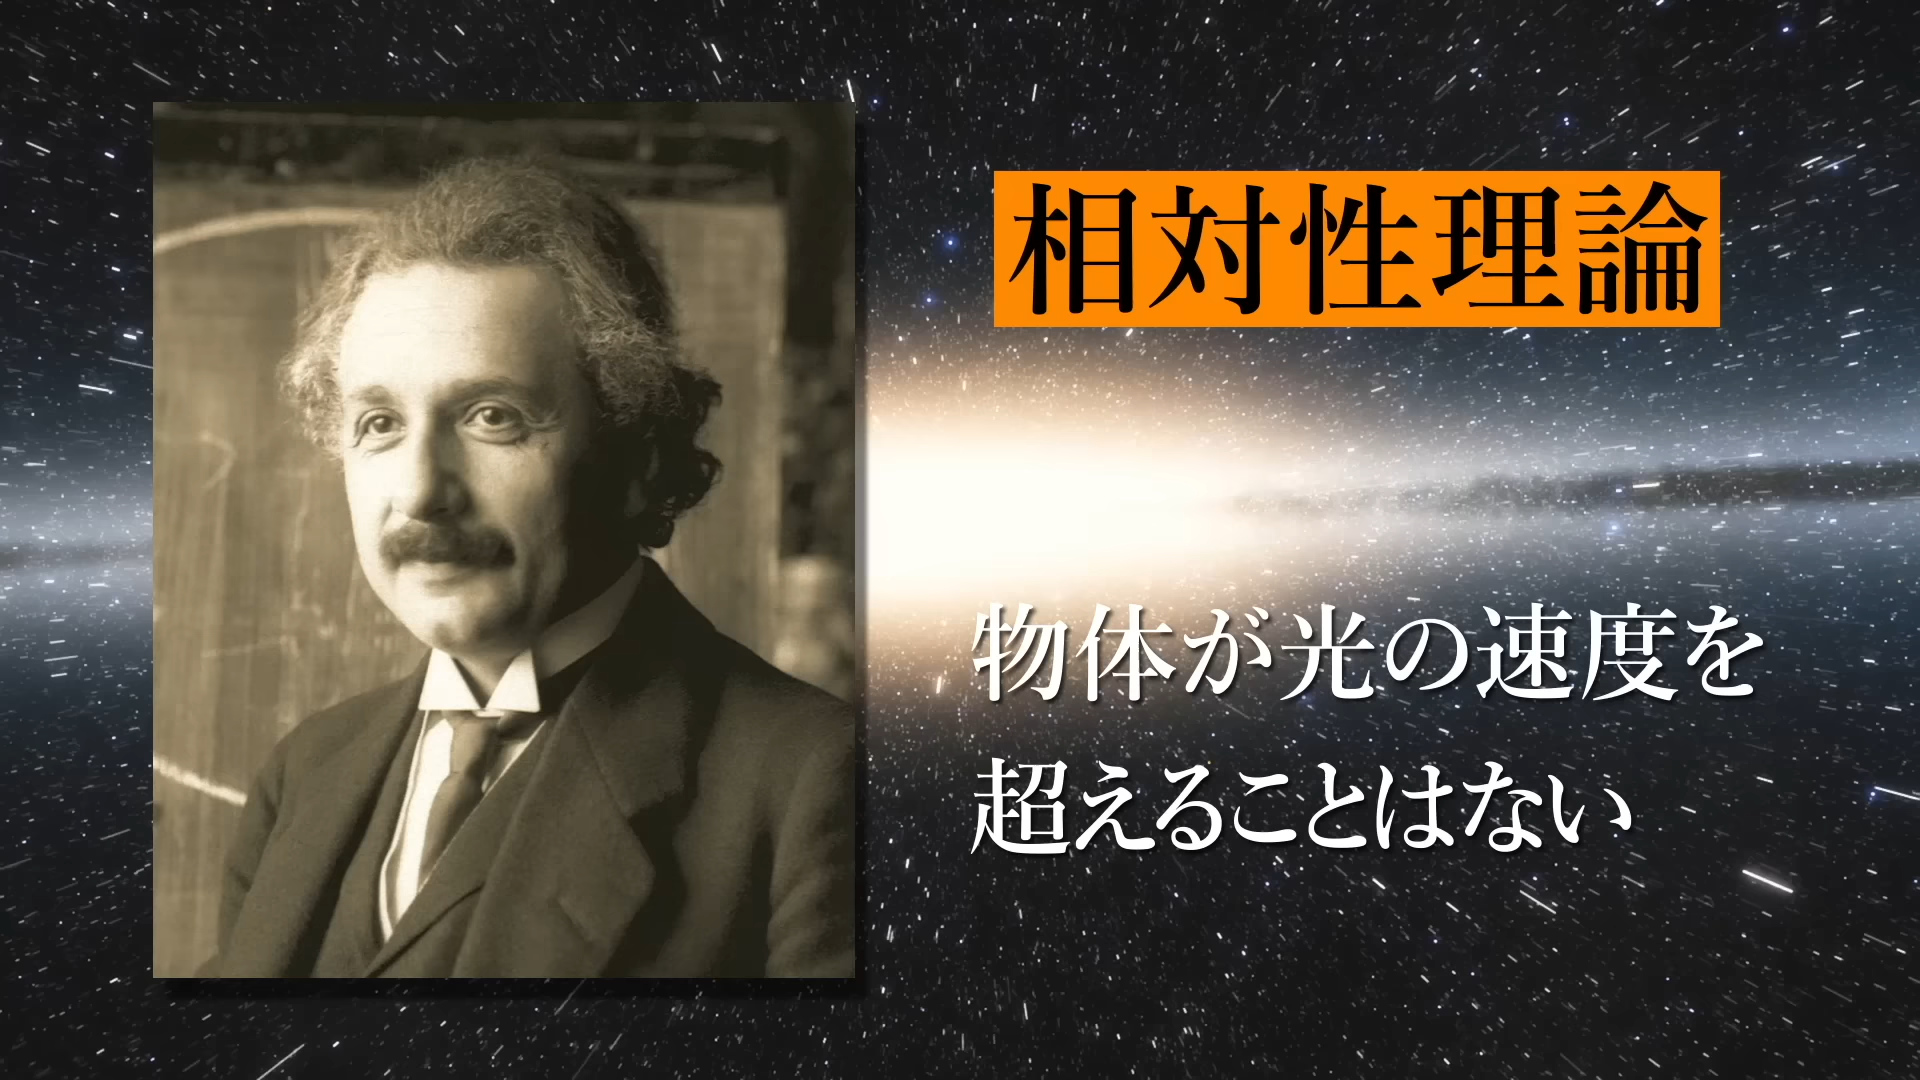 相対性理論
物体が光の速度を
超えることはない